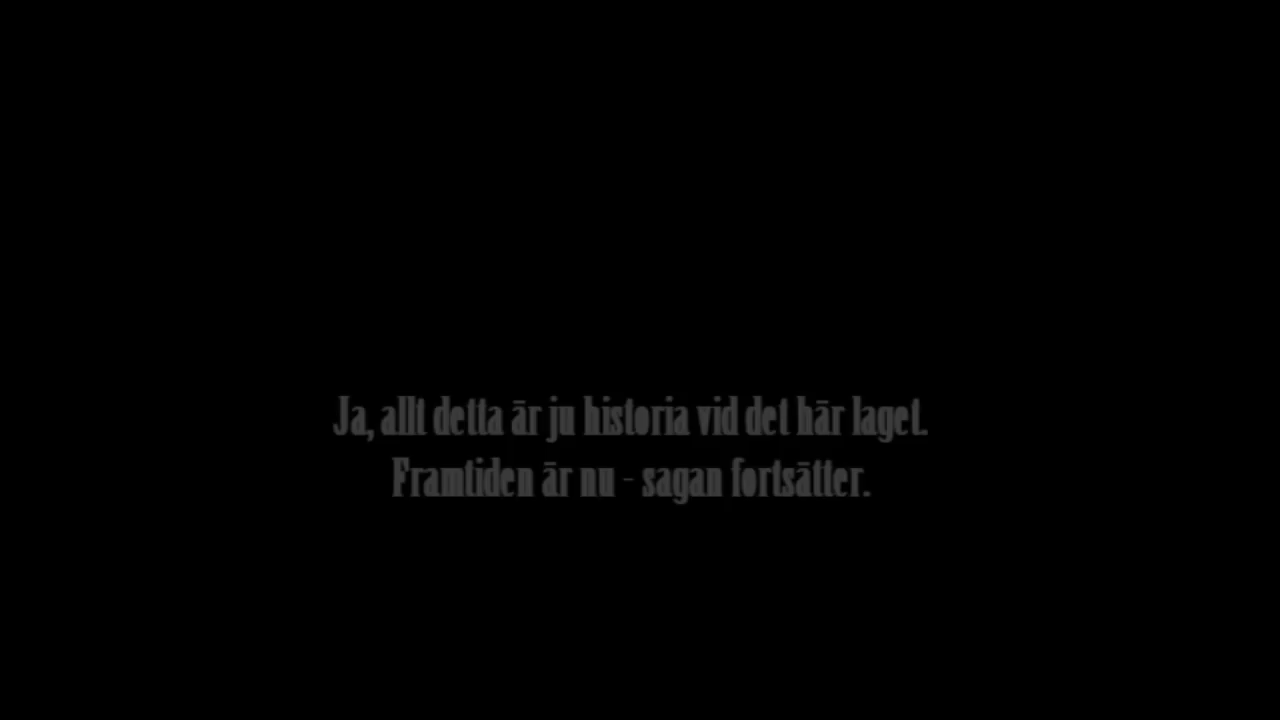 Ja, allt detta är ju historia vid det här laget.
Framtiden är nu - sagan fortsätter.